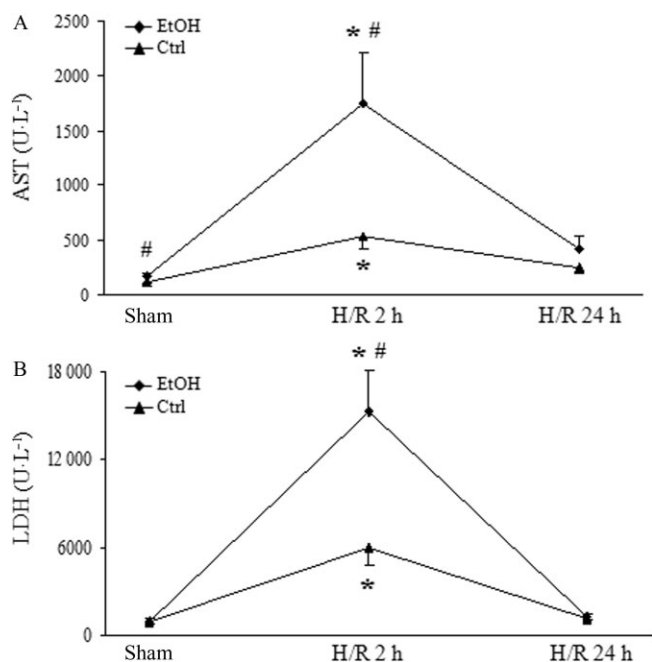 A
EtOH
Ctrl
* #
2500
2000
1500
1000
500
0
AST (U·L⁻¹)
#
*
Sham
H/R 2 h
H/R 24 h
B
EtOH
Ctrl
* #
18 000
12 000
6000
0
LDH (U·L⁻¹)
*
Sham
H/R 2 h
H/R 24 h